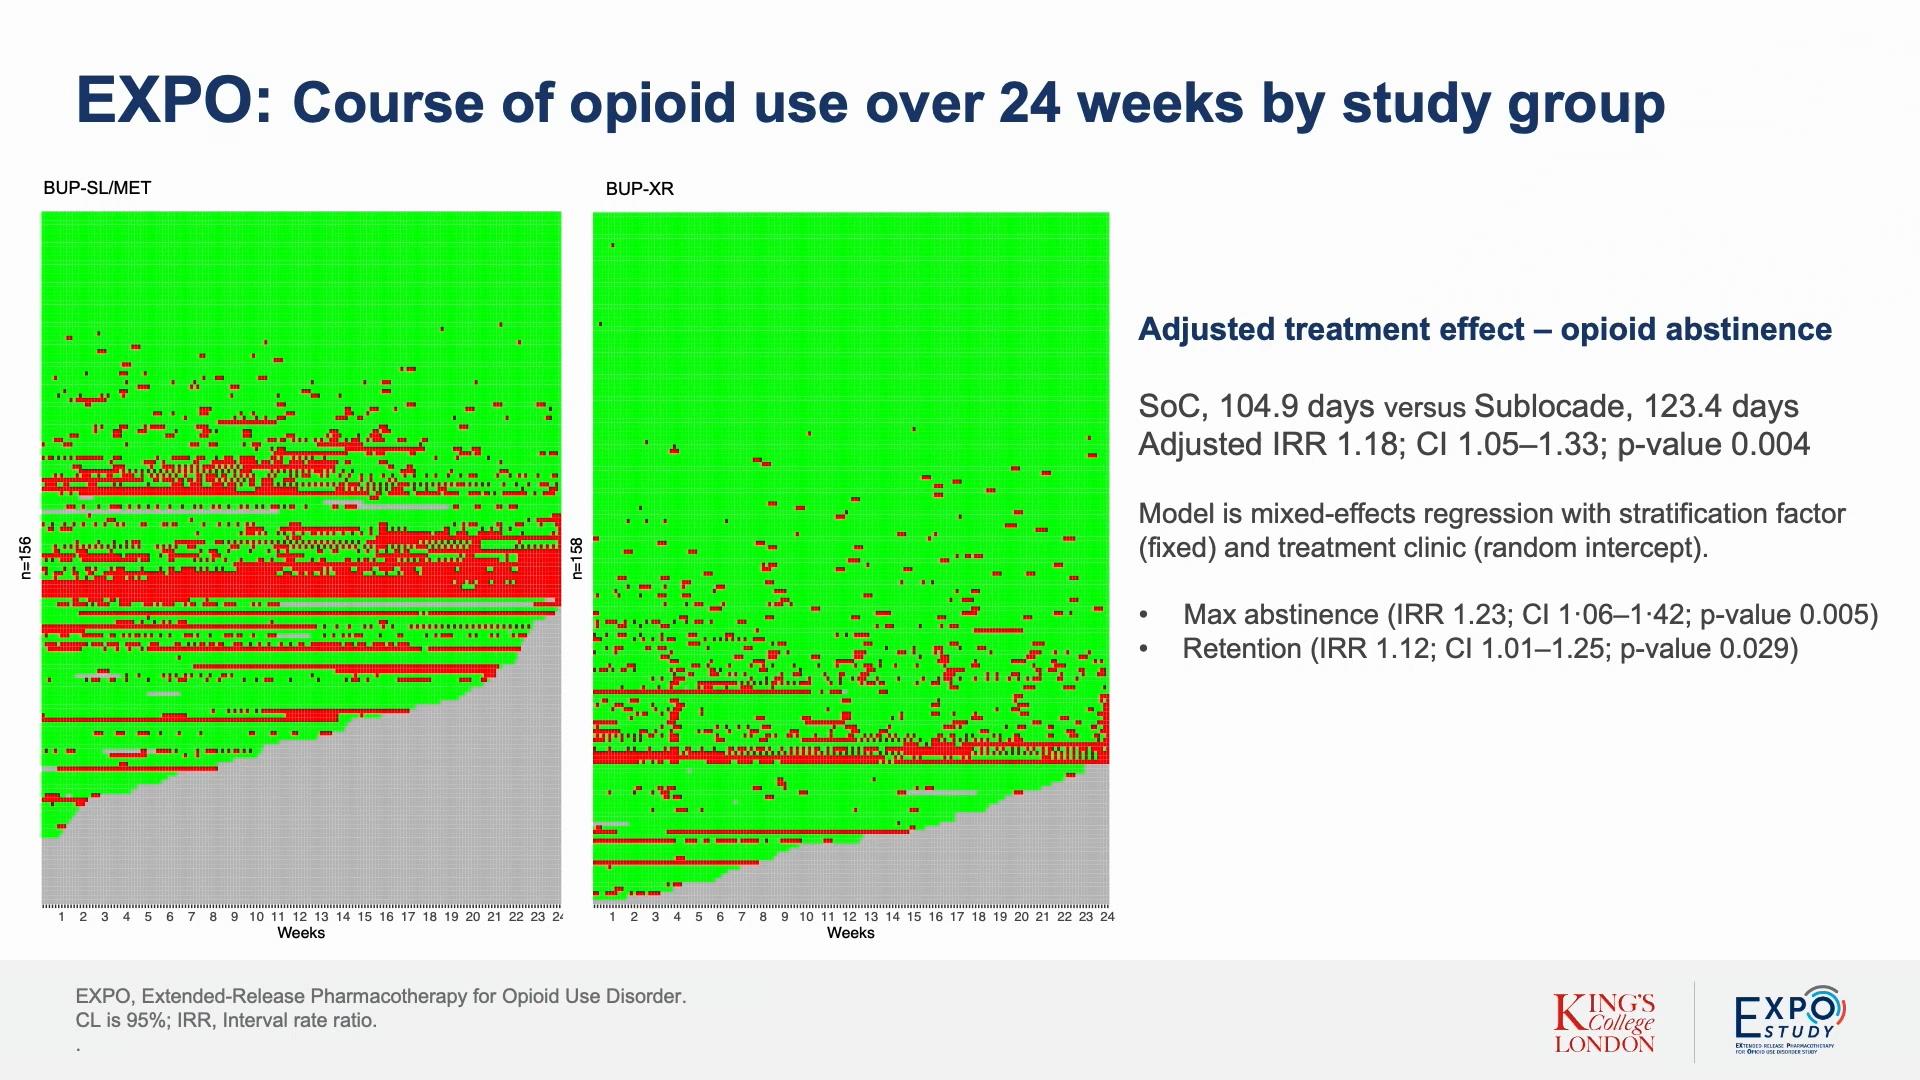 EXPO: Course of opioid use over 24 weeks by study group
BUP-SL/MET
n=156
1 2 3 4 5 6 7 8 9 10 11 12 13 14 15 16 17 18 19 20 21 22 23 24
Weeks
BUP-XR
n=158
1 2 3 4 5 6 7 8 9 10 11 12 13 14 15 16 17 18 19 20 21 22 23 24
Weeks
Adjusted treatment effect – opioid abstinence
SoC, 104.9 days versus Sublocade, 123.4 days
Adjusted IRR 1.18; CI 1.05–1.33; p-value 0.004
Model is mixed-effects regression with stratification factor
(fixed) and treatment clinic (random intercept).
• Max abstinence (IRR 1.23; CI 1·06–1·42; p-value 0.005)
• Retention (IRR 1.12; CI 1.01–1.25; p-value 0.029)
EXPO, Extended-Release Pharmacotherapy for Opioid Use Disorder.
CL is 95%; IRR, Interval rate ratio.
.
KING'S
College
LONDON
EXPO
STUDY
EXTENDED-RELEASE PHARMACOTHERAPY
FOR OPIOID USE DISORDER STUDY